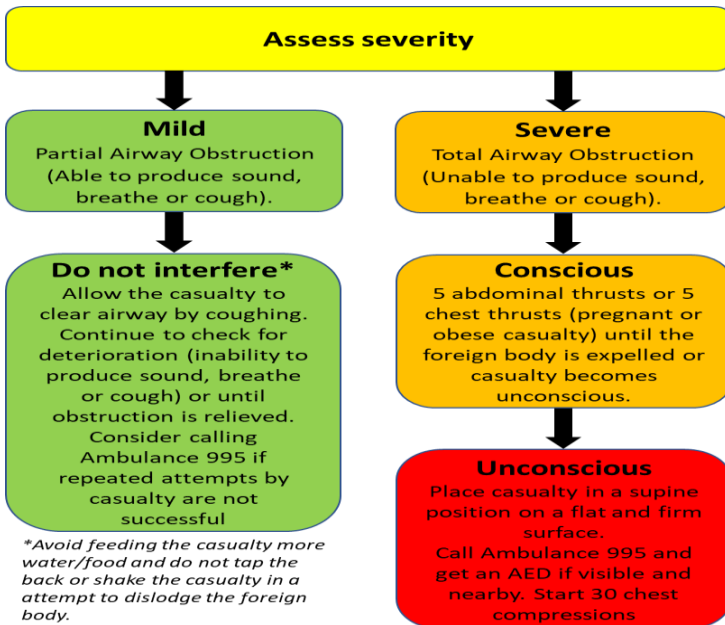 Assess severity
Mild
Partial Airway Obstruction
(Able to produce sound,
breathe or cough).
Severe
Total Airway Obstruction
(Unable to produce sound,
breathe or cough).
Do not interfere*
Allow the casualty to
clear airway by coughing.
Continue to check for
deterioration (inability to
produce sound, breathe
or cough) or until
obstruction is relieved.
Consider calling
Ambulance 995 if
repeated attempts by
casualty are not
successful
*Avoid feeding the casualty more
water/food and do not tap the
back or shake the casualty in a
attempt to dislodge the foreign
body.
Conscious
5 abdominal thrusts or 5
chest thrusts (pregnant or
obese casualty) until the
foreign body is expelled or
casualty becomes
unconscious.
Unconscious
Place casualty in a supine
position on a flat and firm
surface.
Call Ambulance 995 and
get an AED if visible and
nearby. Start 30 chest
compressions